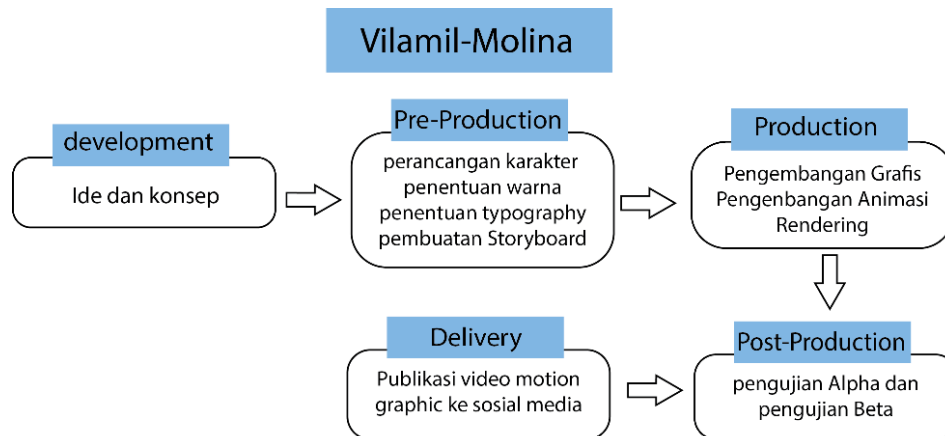 Vilamil-Molina
development
Ide dan konsep
Pre-Production
perancangan karakter
penentuan warna
penentuan typography
pembuatan Storyboard
Production
Pengembangan Grafis
Pengenbangan Animasi
Rendering
Delivery
Publikasi video motion
graphic ke sosial media
Post-Production
pengujian Alpha dan
pengujian Beta